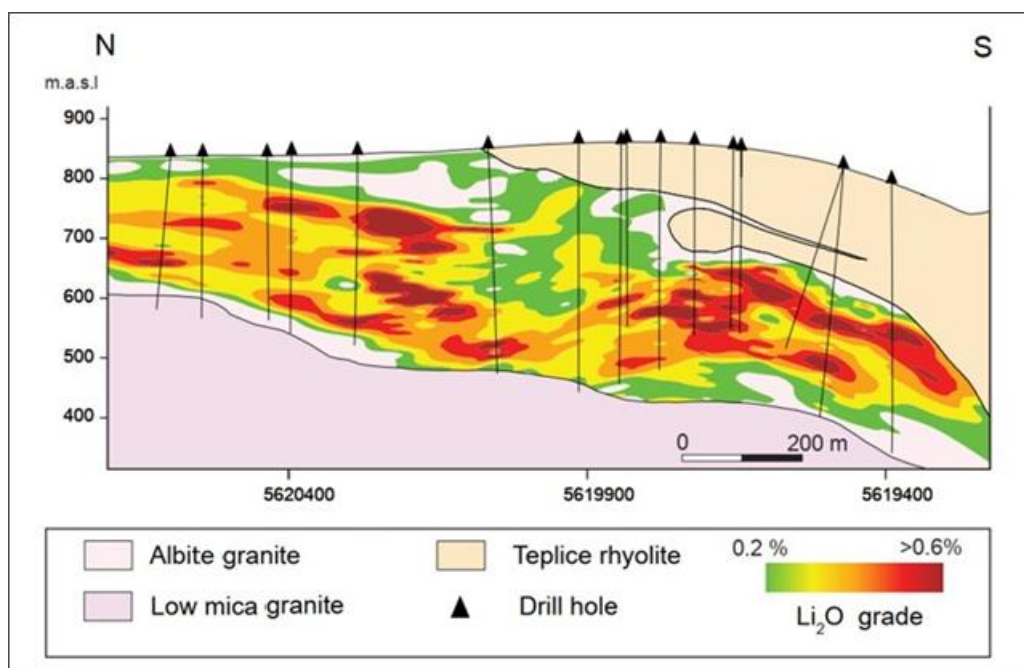 N S
m.a.s.l
900
800
700
600
500
400
0 200 m
5620400 5619900 5619400
Albite granite Teplice rhyolite 0.2 % >0.6%
Low mica granite Drill hole Li₂O grade